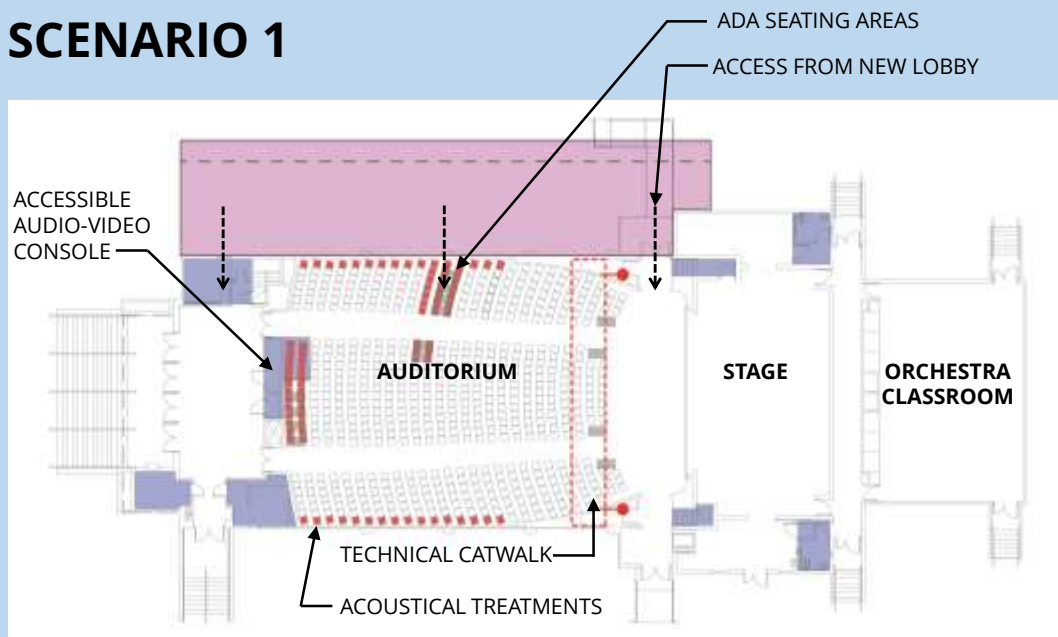 SCENARIO 1
ADA SEATING AREAS
ACCESS FROM NEW LOBBY
ACCESSIBLE
AUDIO-VIDEO
CONSOLE
AUDITORIUM
STAGE
ORCHESTRA
CLASSROOM
TECHNICAL CATWALK
ACOUSTICAL TREATMENTS